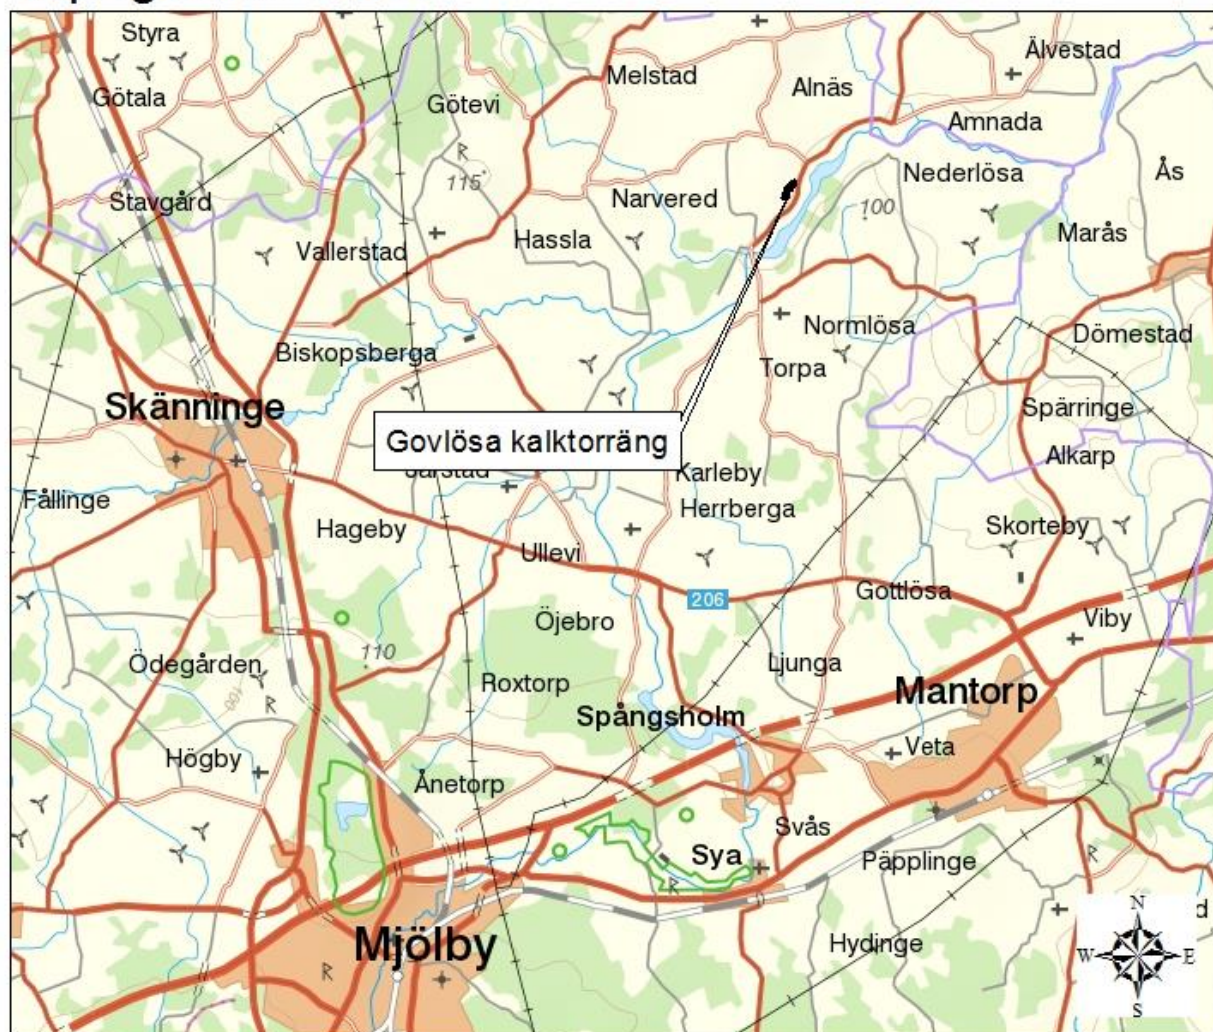 Styra
Götala
Götevi
Melstad
Alnäs
Älvestad
Amnada
Nederlösa
Ås
115
100
Stavgård
Narvered
Vallerstad
Hassla
Marås
Normlösa
Dömestad
Biskopsberga
Torpa
Skänninge
Spärringe
Govlösa kalktorräng
Alkarp
Karleby
Fållinge
Herrberga
Hageby
Skorteby
Ullevi
206
Gottlösa
Viby
Öjebro
110
Ödegården
Ljunga
Roxtorp
Mantorp
100
Spångsholm
Högby
Veta
Ånetorp
Svås
Sya
Päpplinge
Mjölby
Hydinge
N
W
E
S